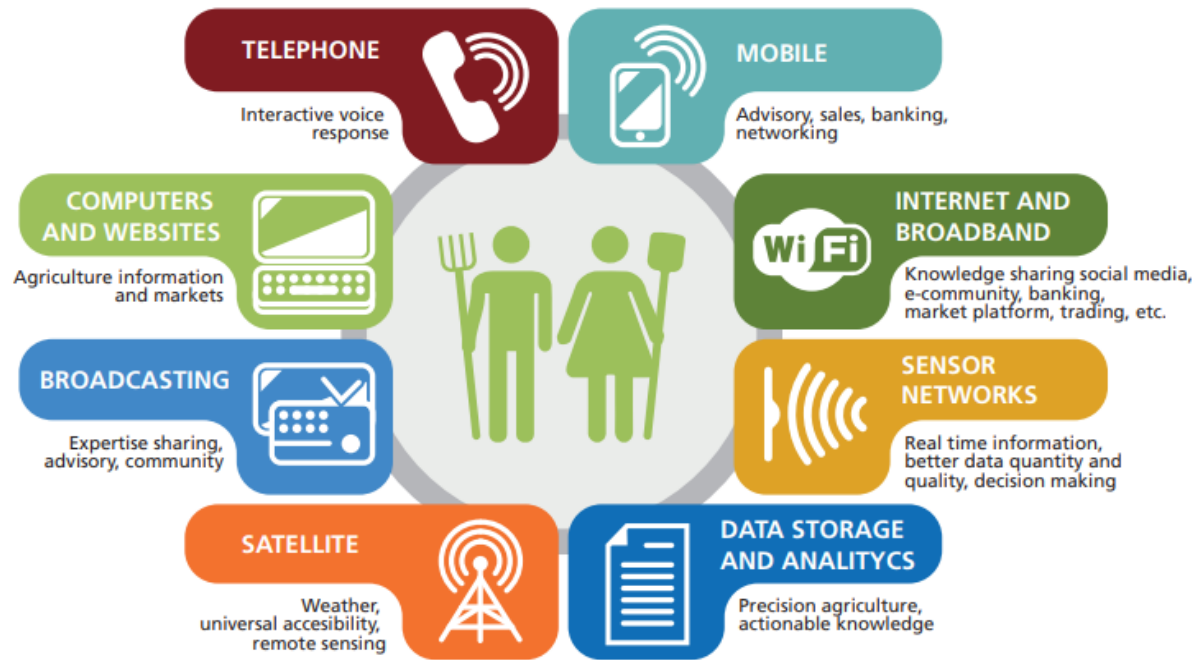 TELEPHONE
Interactive voice
response
MOBILE
Advisory, sales, banking,
networking
COMPUTERS
AND WEBSITES
Agriculture information
and markets
WiFi
INTERNET AND
BROADBAND
Knowledge sharing social media,
e-community, banking,
market platform, trading, etc.
BROADCASTING
Expertise sharing,
advisory, community
SENSOR
NETWORKS
Real time information,
better data quantity and
quality, decision making
SATELLITE
Weather,
universal accesibility,
remote sensing
DATA STORAGE
AND ANALITYCS
Precision agriculture,
actionable knowledge